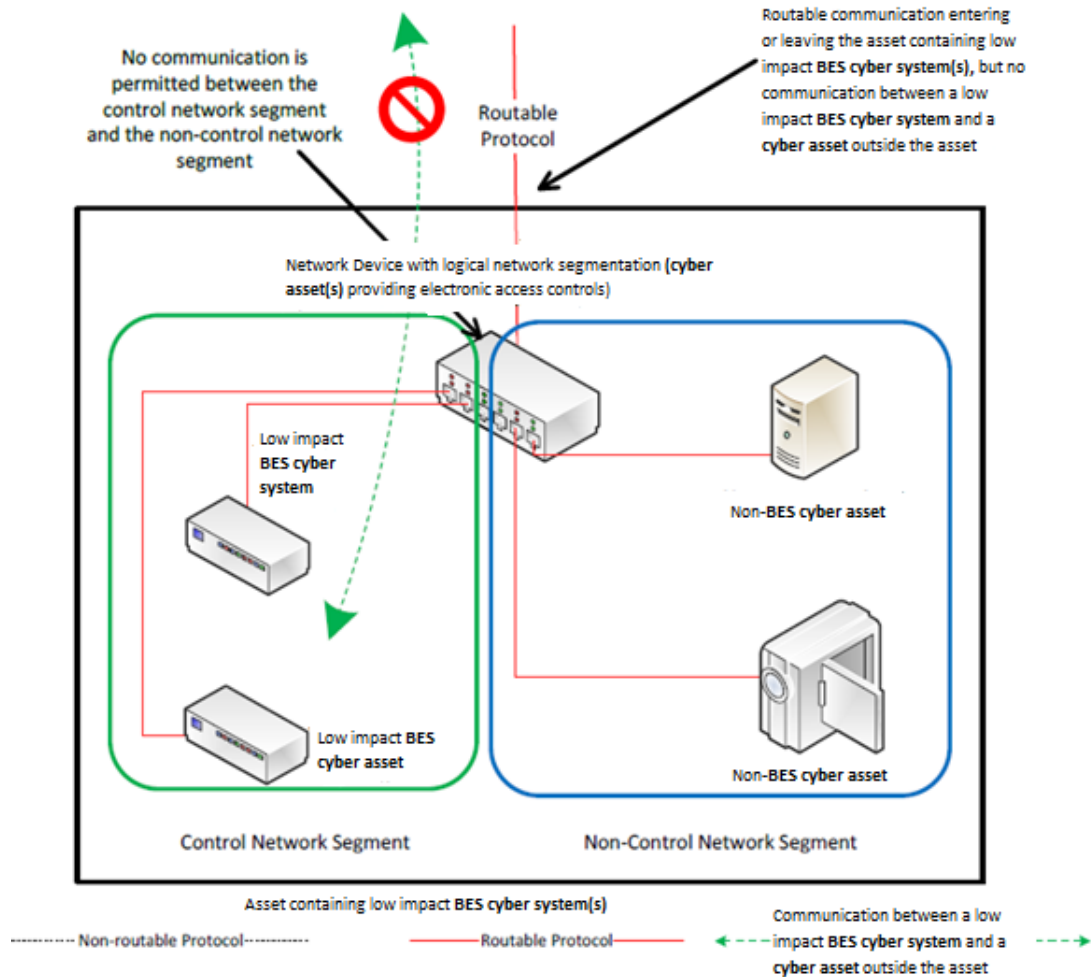 No communication is
permitted between the
control network segment
and the non-control network
segment
Routable
Protocol
Routable communication entering
or leaving the asset containing low
impact BES cyber system(s), but no
communication between a low
impact BES cyber system and a
cyber asset outside the asset
Network Device with logical network segmentation (cyber
asset(s) providing electronic access controls)
Low impact
BES cyber
system
Low impact BES
cyber asset
Non-BES cyber asset
Non-BES cyber asset
Control Network Segment
Non-Control Network Segment
Asset containing low impact BES cyber system(s)
Non-routable Protocol
Routable Protocol
Communication between a low
impact BES cyber system and a
cyber asset outside the asset